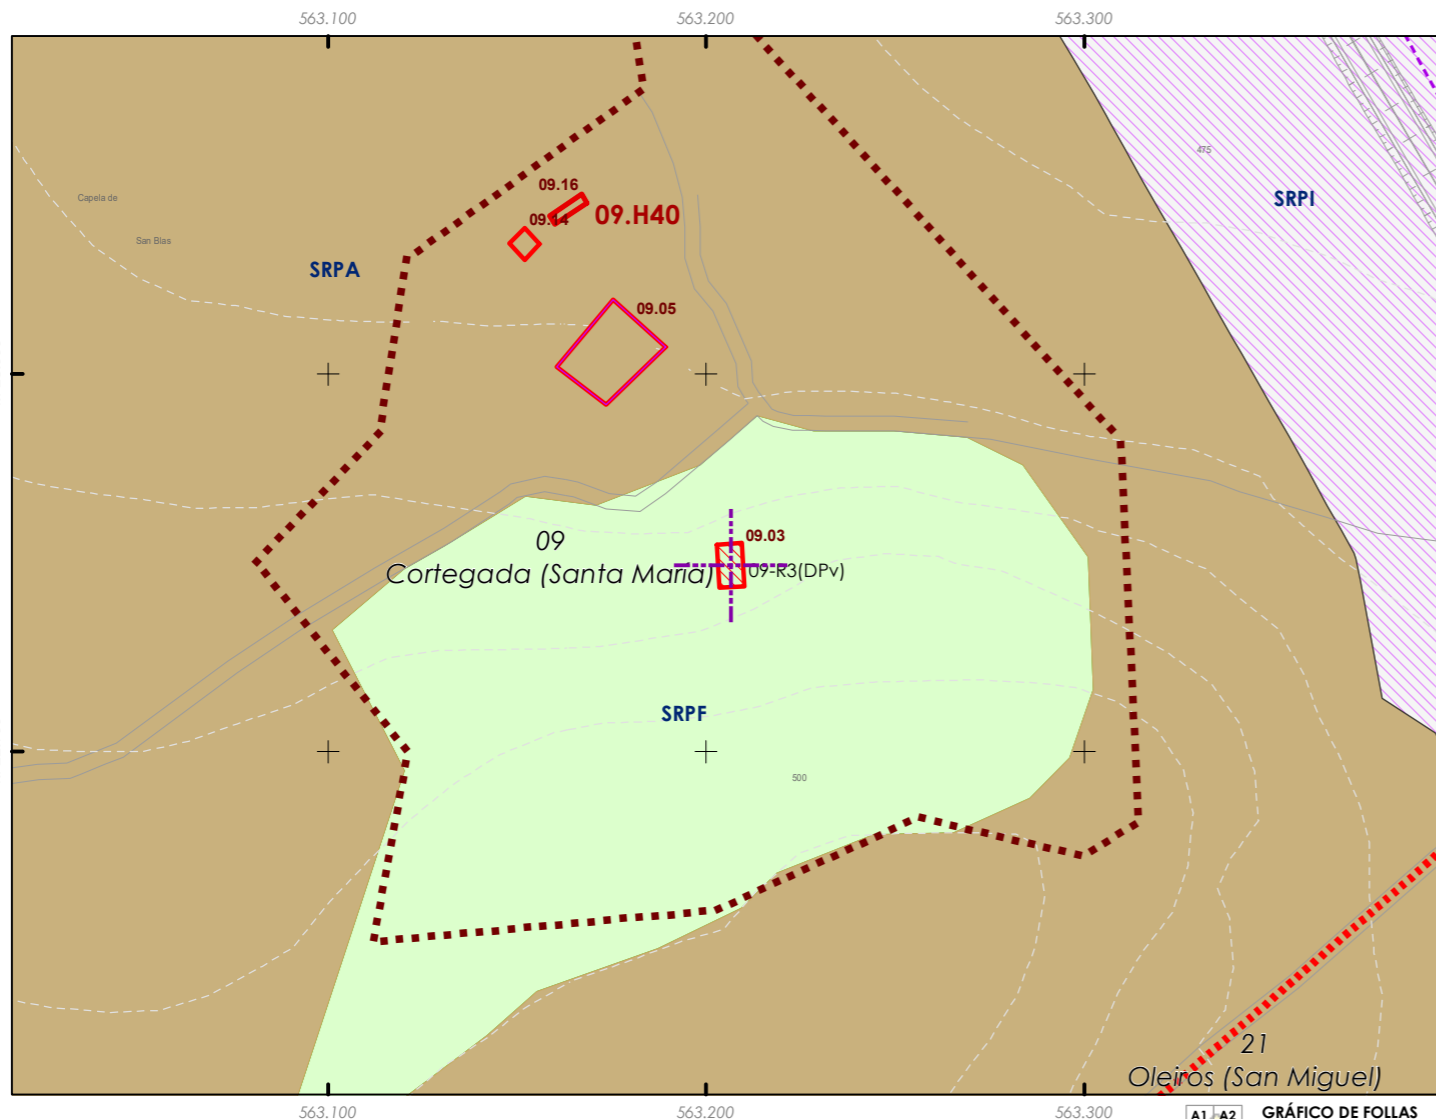 563.100
563.200
563.300
475
09.16
Capela de
SRPI
09.H40
09.14
San Blas
SRPA
09.05
09.03
09
Cortegada (Santa María)
09-R3(DPv)
SRPF
500
21
Oleiros (San Miguel)
563.100
563.200
563.300
A1 A2
GRÁFICO DE FOLLAS